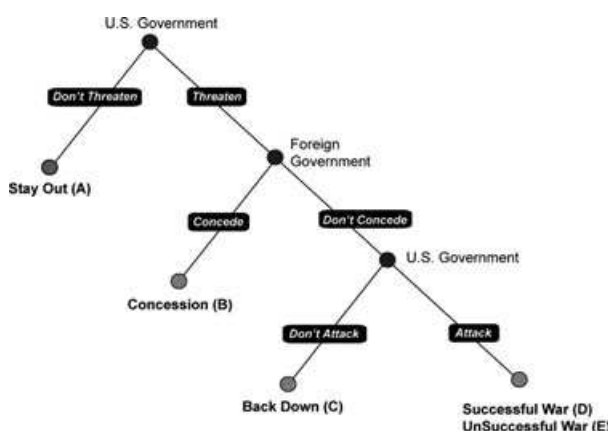 U.S. Government
Don't Threaten
Threaten
Foreign
Government
Stay Out (A)
Concede
Don't Concede
U.S. Government
Concession (B)
Don't Attack
Attack
Back Down (C)
Successful War (D)
UnSuccessful War (E)